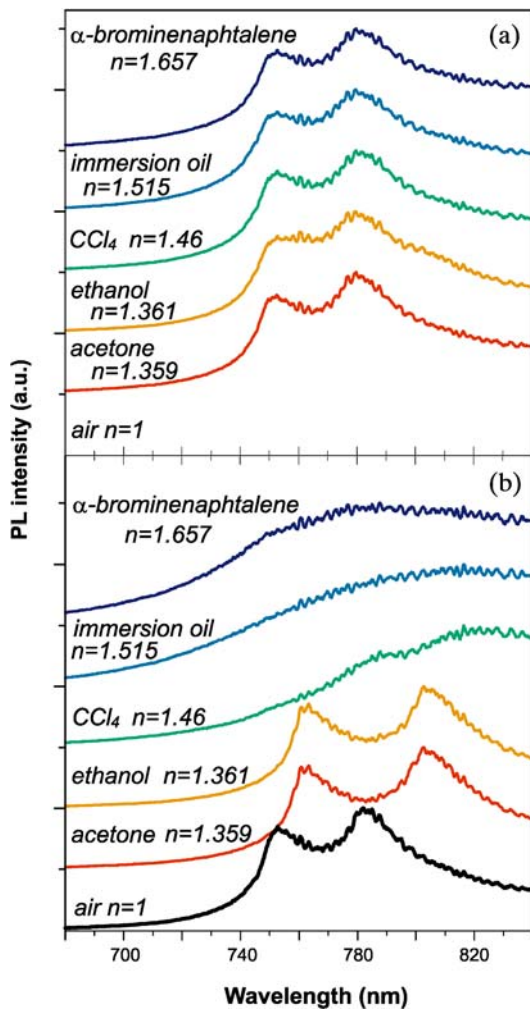 (a)
α-brominenaphtalene
n=1.657
immersion oil
n=1.515
CCl₄ n=1.46
ethanol
n=1.361
acetone
n=1.359
air n=1
(b)
α-brominenaphtalene
n=1.657
immersion oil
n=1.515
CCl₄ n=1.46
ethanol n=1.361
acetone n=1.359
air n=1
PL intensity (a.u.)
700 740 780 820
Wavelength (nm)